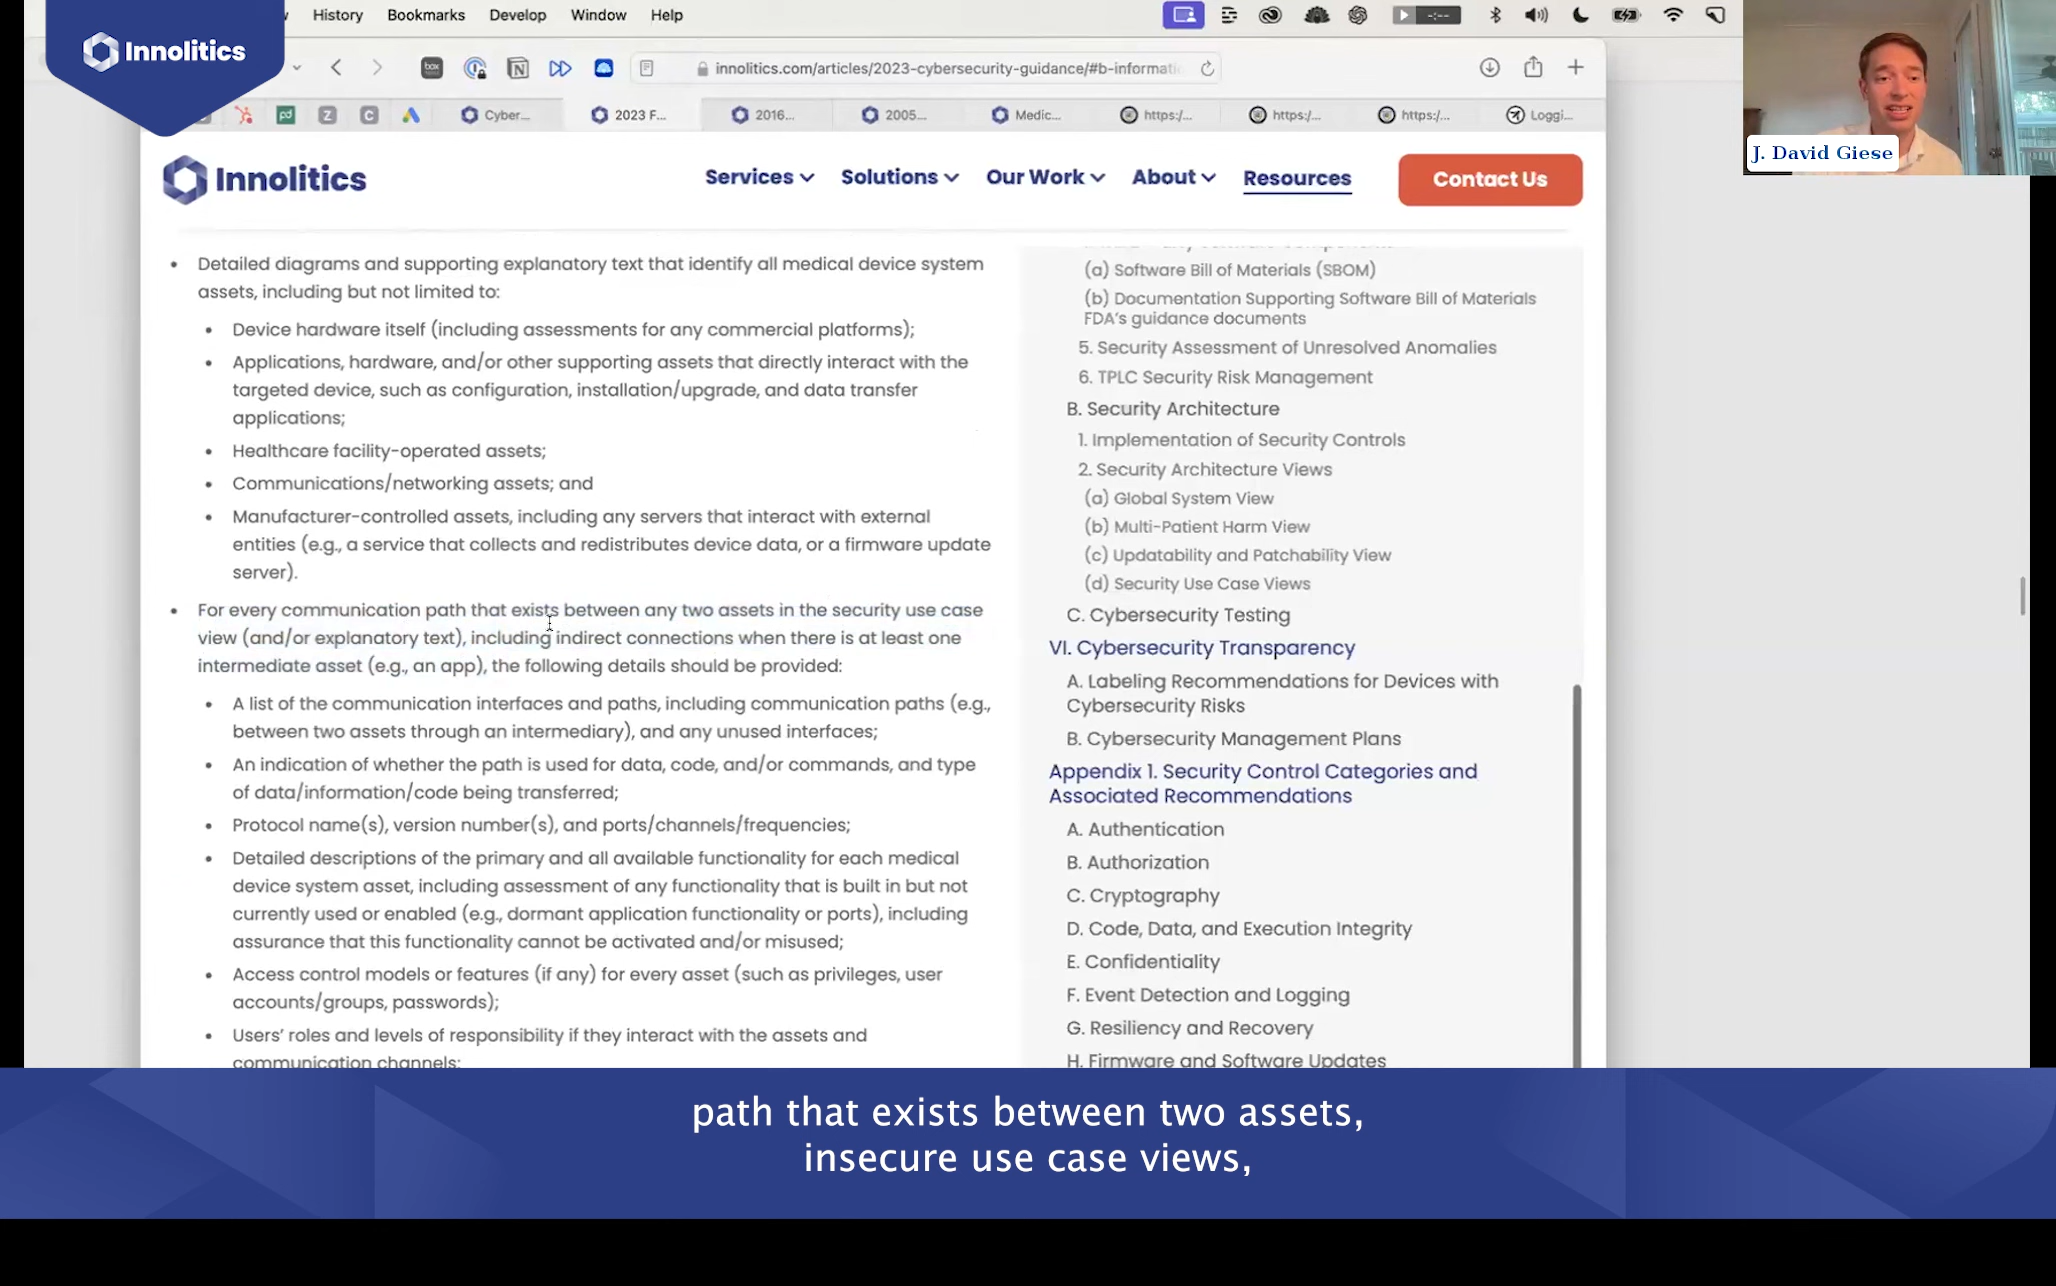 History Bookmarks Develop Window Help
Innolitics
innolitics.com/articles/2023-cybersecurity-guidance/#b-informati
Cyber... 2023 F... 2016... 2005... Medic... https:/... https:/... https:/... Loggi...
J. David Giese
Innolitics
Services Solutions Our Work About Resources Contact Us
Detailed diagrams and supporting explanatory text that identify all medical device system
assets, including but not limited to:
Device hardware itself (including assessments for any commercial platforms);
Applications, hardware, and/or other supporting assets that directly interact with the
targeted device, such as configuration, installation/upgrade, and data transfer
applications;
Healthcare facility-operated assets;
Communications/networking assets; and
Manufacturer-controlled assets, including any servers that interact with external
entities (e.g., a service that collects and redistributes device data, or a firmware update
server).
For every communication path that exists between any two assets in the security use case
view (and/or explanatory text), including indirect connections when there is at least one
intermediate asset (e.g., an app), the following details should be provided:
A list of the communication interfaces and paths, including communication paths (e.g.,
between two assets through an intermediary), and any unused interfaces;
An indication of whether the path is used for data, code, and/or commands, and type
of data/information/code being transferred;
Protocol name(s), version number(s), and ports/channels/frequencies;
Detailed descriptions of the primary and all available functionality for each medical
device system asset, including assessment of any functionality that is built in but not
currently used or enabled (e.g., dormant application functionality or ports), including
assurance that this functionality cannot be activated and/or misused;
Access control models or features (if any) for every asset (such as privileges, user
accounts/groups, passwords);
Users' roles and levels of responsibility if they interact with the assets and
communication channels;
(a) Software Bill of Materials (SBOM)
(b) Documentation Supporting Software Bill of Materials
FDA's guidance documents
5. Security Assessment of Unresolved Anomalies
6. TPLC Security Risk Management
B. Security Architecture
1. Implementation of Security Controls
2. Security Architecture Views
(a) Global System View
(b) Multi-Patient Harm View
(c) Updatability and Patchability View
(d) Security Use Case Views
C. Cybersecurity Testing
VI. Cybersecurity Transparency
A. Labeling Recommendations for Devices with
Cybersecurity Risks
B. Cybersecurity Management Plans
Appendix 1. Security Control Categories and
Associated Recommendations
A. Authentication
B. Authorization
C. Cryptography
D. Code, Data, and Execution Integrity
E. Confidentiality
F. Event Detection and Logging
G. Resiliency and Recovery
H. Firmware and Software Updates
path that exists between two assets,
insecure use case views,